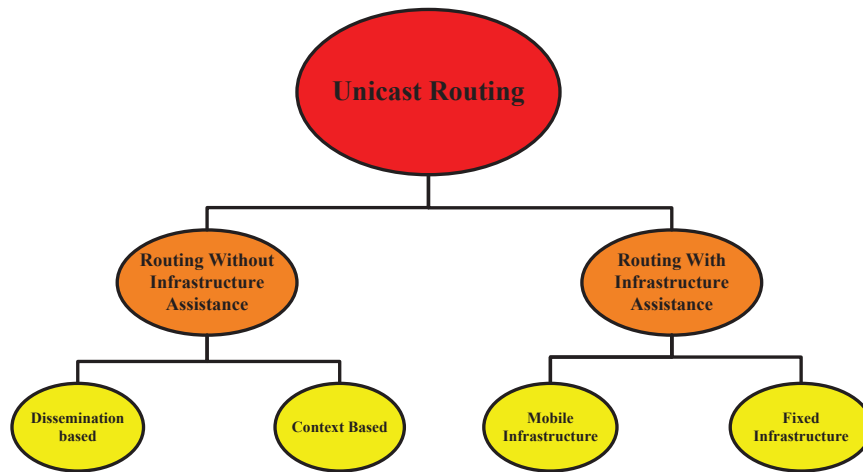 Unicast Routing
Routing Without
Infrastructure
Assistance
Routing With
Infrastructure
Assistance
Dissemination
based
Context Based
Mobile
Infrastructure
Fixed
Infrastructure